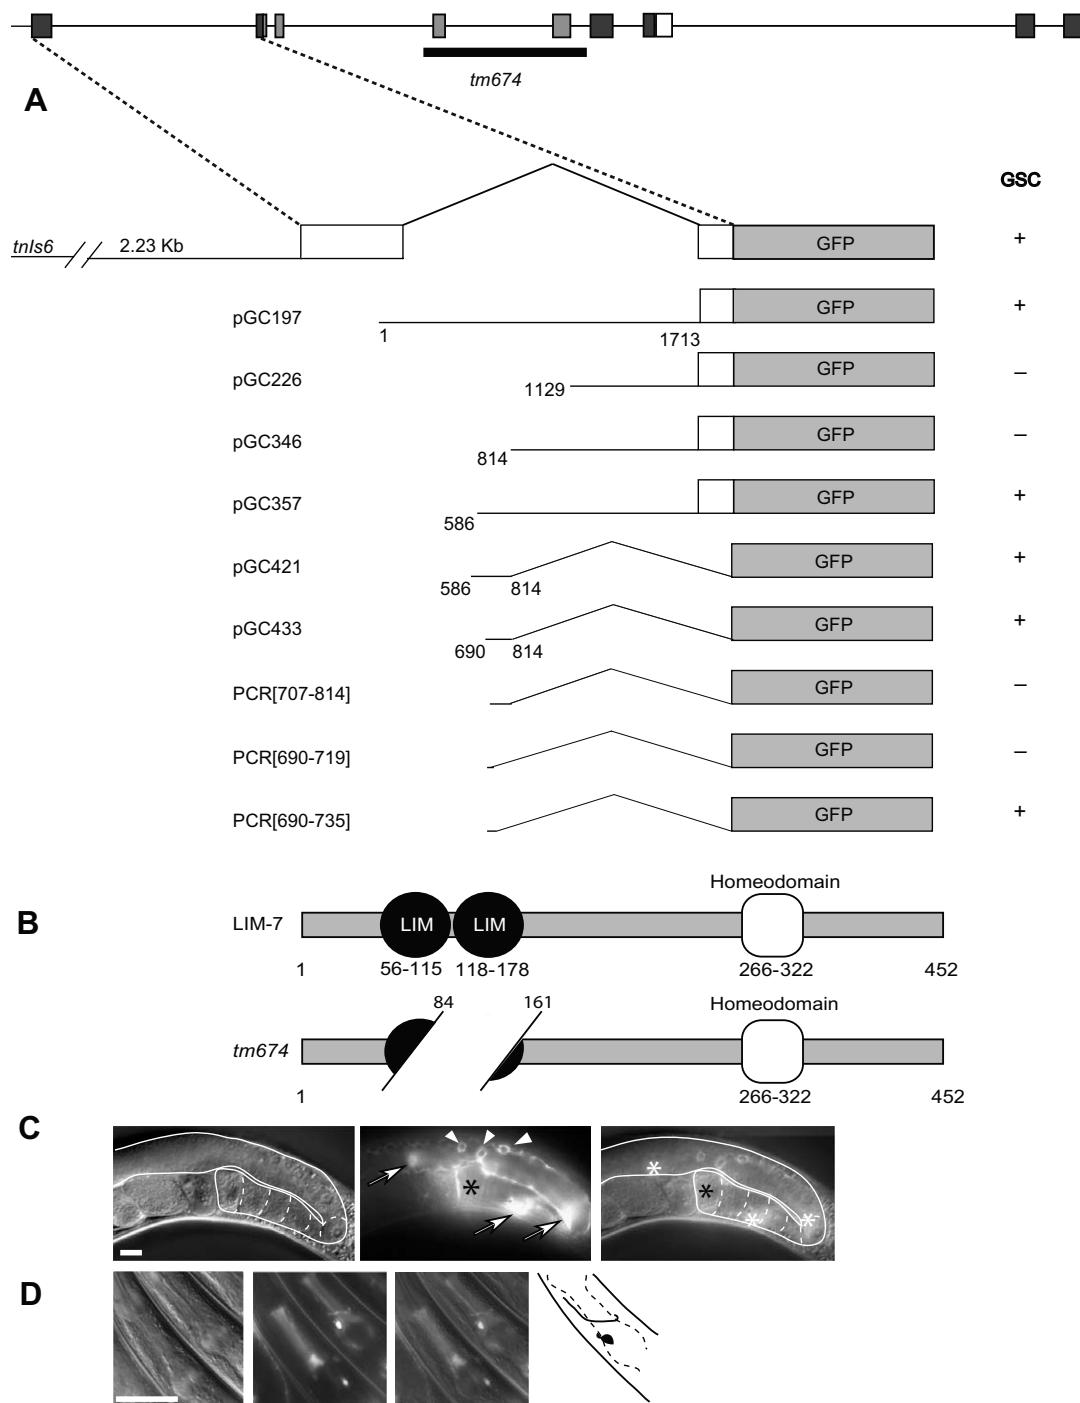 tm674
A
GSC
tnIs6
2.23 Kb
GFP
+
pGC197
1
1713
GFP
+
pGC226
1129
GFP
–
pGC346
814
GFP
–
pGC357
586
GFP
+
pGC421
586
814
GFP
+
pGC433
690
814
GFP
+
PCR[707-814]
GFP
–
PCR[690-719]
GFP
–
PCR[690-735]
GFP
+
B
Homeodomain
LIM-7
LIM
LIM
1
56-115
118-178
266-322
452
84
161
Homeodomain
tm674
1
266-322
452
C
*
*
*
*
*
D